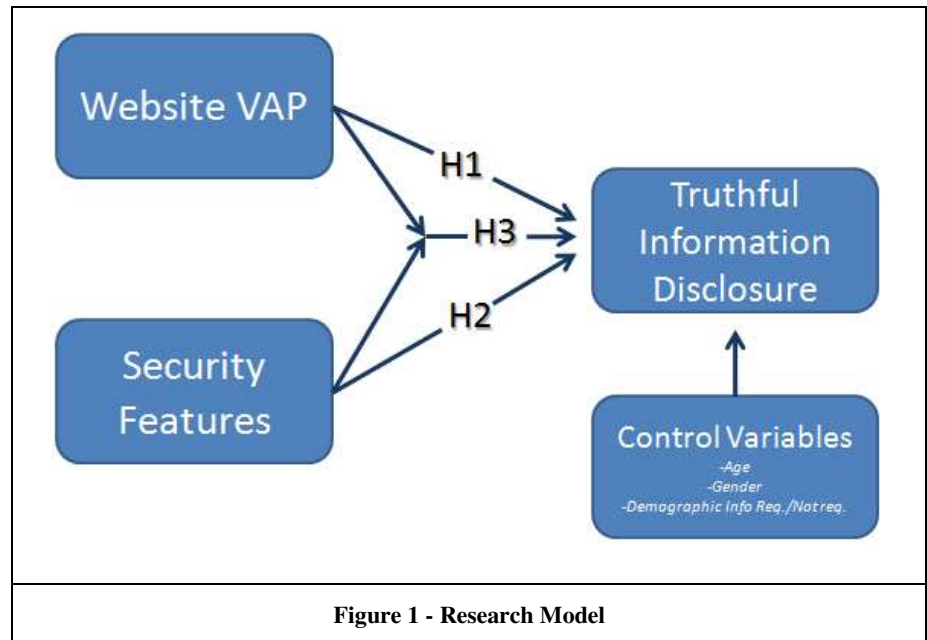 Website VAP
H1
H3
H2
Truthful
Information
Disclosure
Security
Features
Control Variables
-Age
-Gender
-Demographic Info Req./Not req.
Figure 1 - Research Model